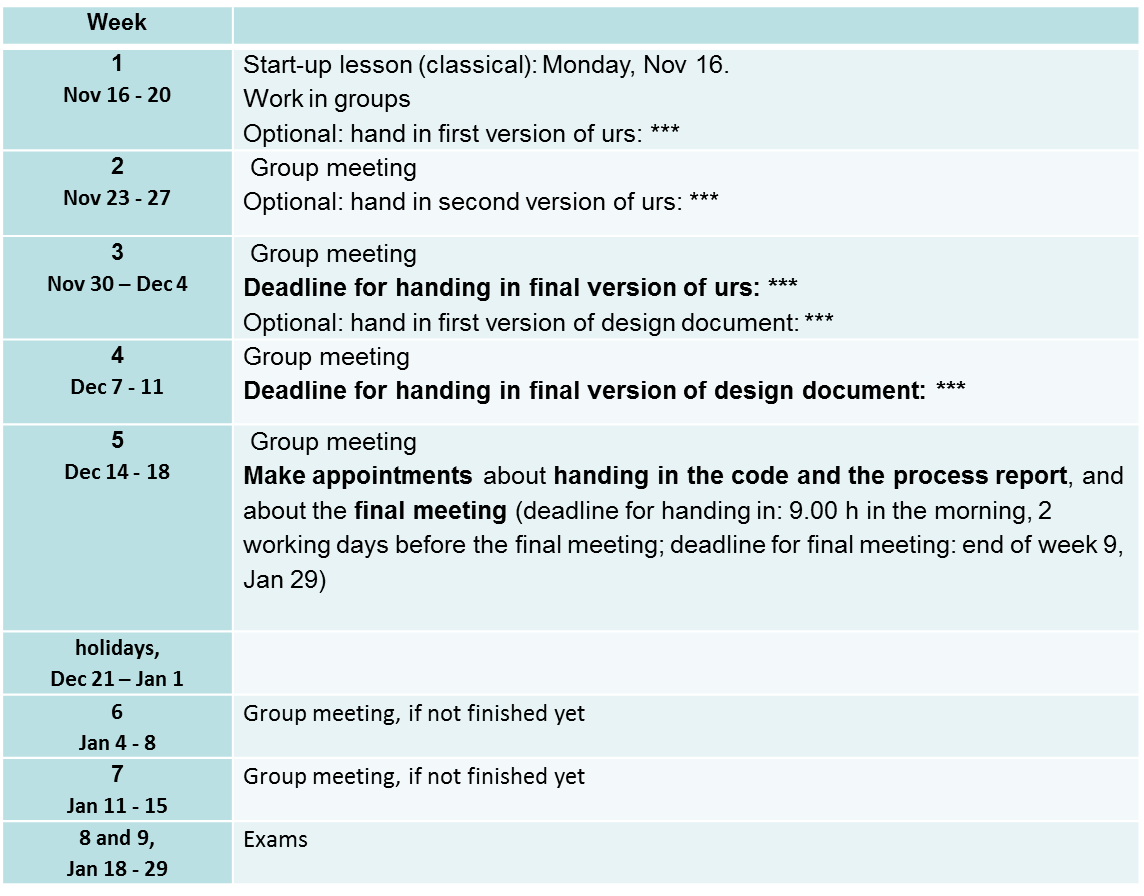 Week
1
Nov 16 - 20
Start-up lesson (classical): Monday, Nov 16.
Work in groups
Optional: hand in first version of urs: ***
2
Nov 23 - 27
Group meeting
Optional: hand in second version of urs: ***
3
Nov 30 – Dec 4
Group meeting
Deadline for handing in final version of urs: ***
Optional: hand in first version of design document: ***
4
Dec 7 - 11
Group meeting
Deadline for handing in final version of design document: ***
5
Dec 14 - 18
Group meeting
Make appointments about handing in the code and the process report, and
about the final meeting (deadline for handing in: 9.00 h in the morning, 2
working days before the final meeting; deadline for final meeting: end of week 9,
Jan 29)
holidays,
Dec 21 – Jan 1
6
Jan 4 - 8
Group meeting, if not finished yet
7
Jan 11 - 15
Group meeting, if not finished yet
8 and 9,
Jan 18 - 29
Exams